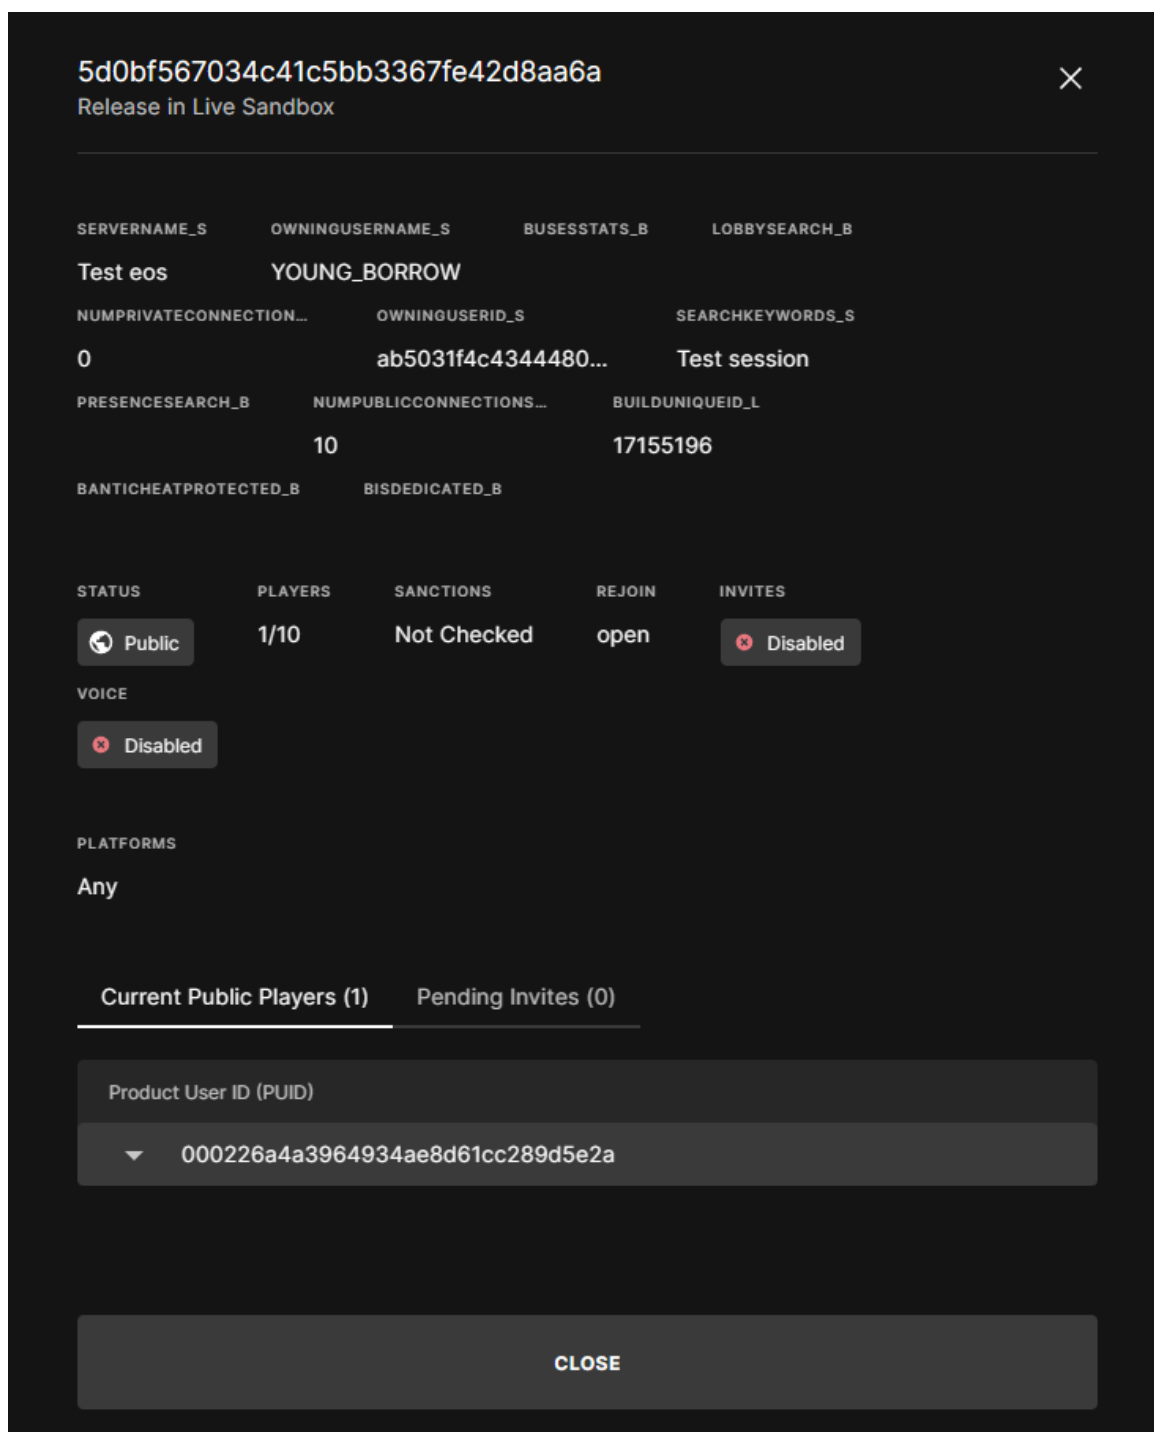 5d0bf567034c41c5bb3367fe42d8aa6a
Release in Live Sandbox
SERVERNAME_S OWNINGUSERNAME_S BUSESSTATS_B LOBBYSEARCH_B
Test eos YOUNG_BORROW
NUMPRIVATECONNECTION... OWNINGUSERID_S SEARCHKEYWORDS_S
0 ab5031f4c4344480... Test session
PRESENCESEARCH_B NUMPUBLICCONNECTIONS... BUILDUNIQUEID_L
10 17155196
BANTICHEATPROTECTED_B BISDEDICATED_B
STATUS PLAYERS SANCTIONS REJOIN INVITES
Public 1/10 Not Checked open Disabled
VOICE
Disabled
PLATFORMS
Any
Current Public Players (1) Pending Invites (0)
Product User ID (PUID)
000226a4a3964934ae8d61cc289d5e2a
CLOSE